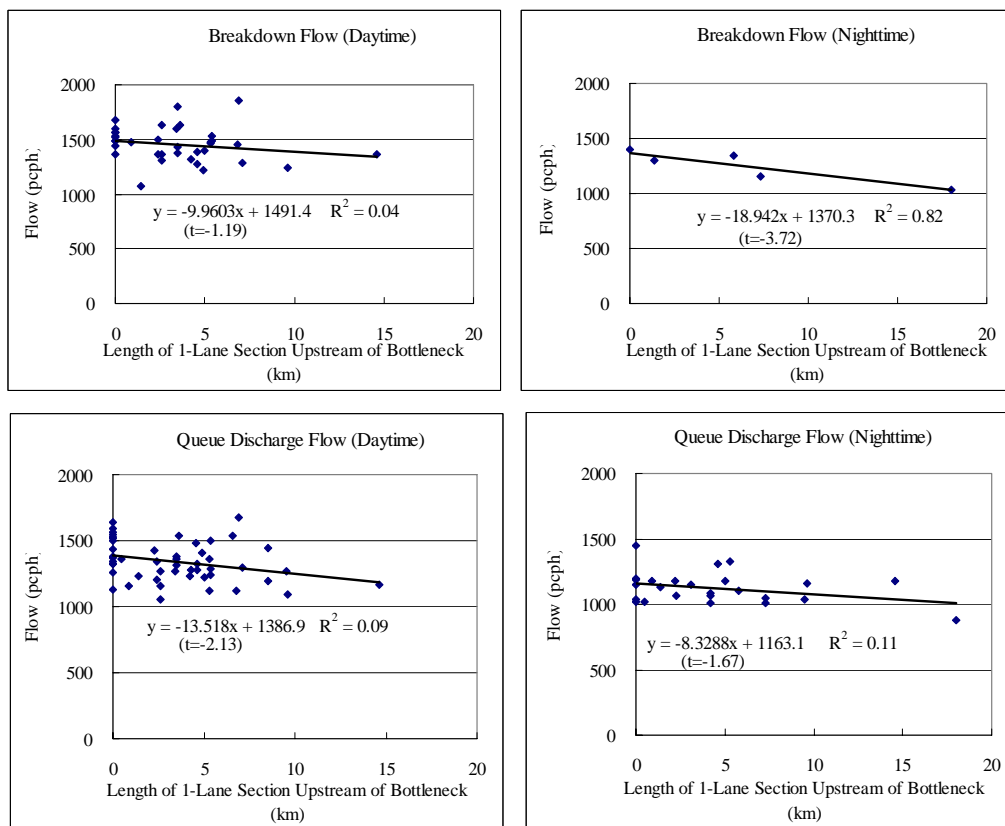 Breakdown Flow (Daytime)
2000
1500
1000
500
0
Flow (pcph)
y = -9.9603x + 1491.4 R² = 0.04
(t=-1.19)
0 5 10 15 20
Length of 1-Lane Section Upstream of Bottleneck
(km)
Breakdown Flow (Nighttime)
2000
1500
1000
500
0
Flow (pcph)
y = -18.942x + 1370.3 R² = 0.82
(t=-3.72)
0 5 10 15 20
Length of 1-Lane Section Upstream of Bottleneck
(km)
Queue Discharge Flow (Daytime)
2000
1500
1000
500
0
Flow (pcph)
y = -13.518x + 1386.9 R² = 0.09
(t=-2.13)
0 5 10 15 20
Length of 1-Lane Section Upstream of Bottleneck
(km)
Queue Discharge Flow (Nighttime)
2000
1500
1000
500
0
Flow (pcph)
y = -8.3288x + 1163.1 R² = 0.11
(t=-1.67)
0 5 10 15 20
Length of 1-Lane Section Upstream of Bottleneck
(km)